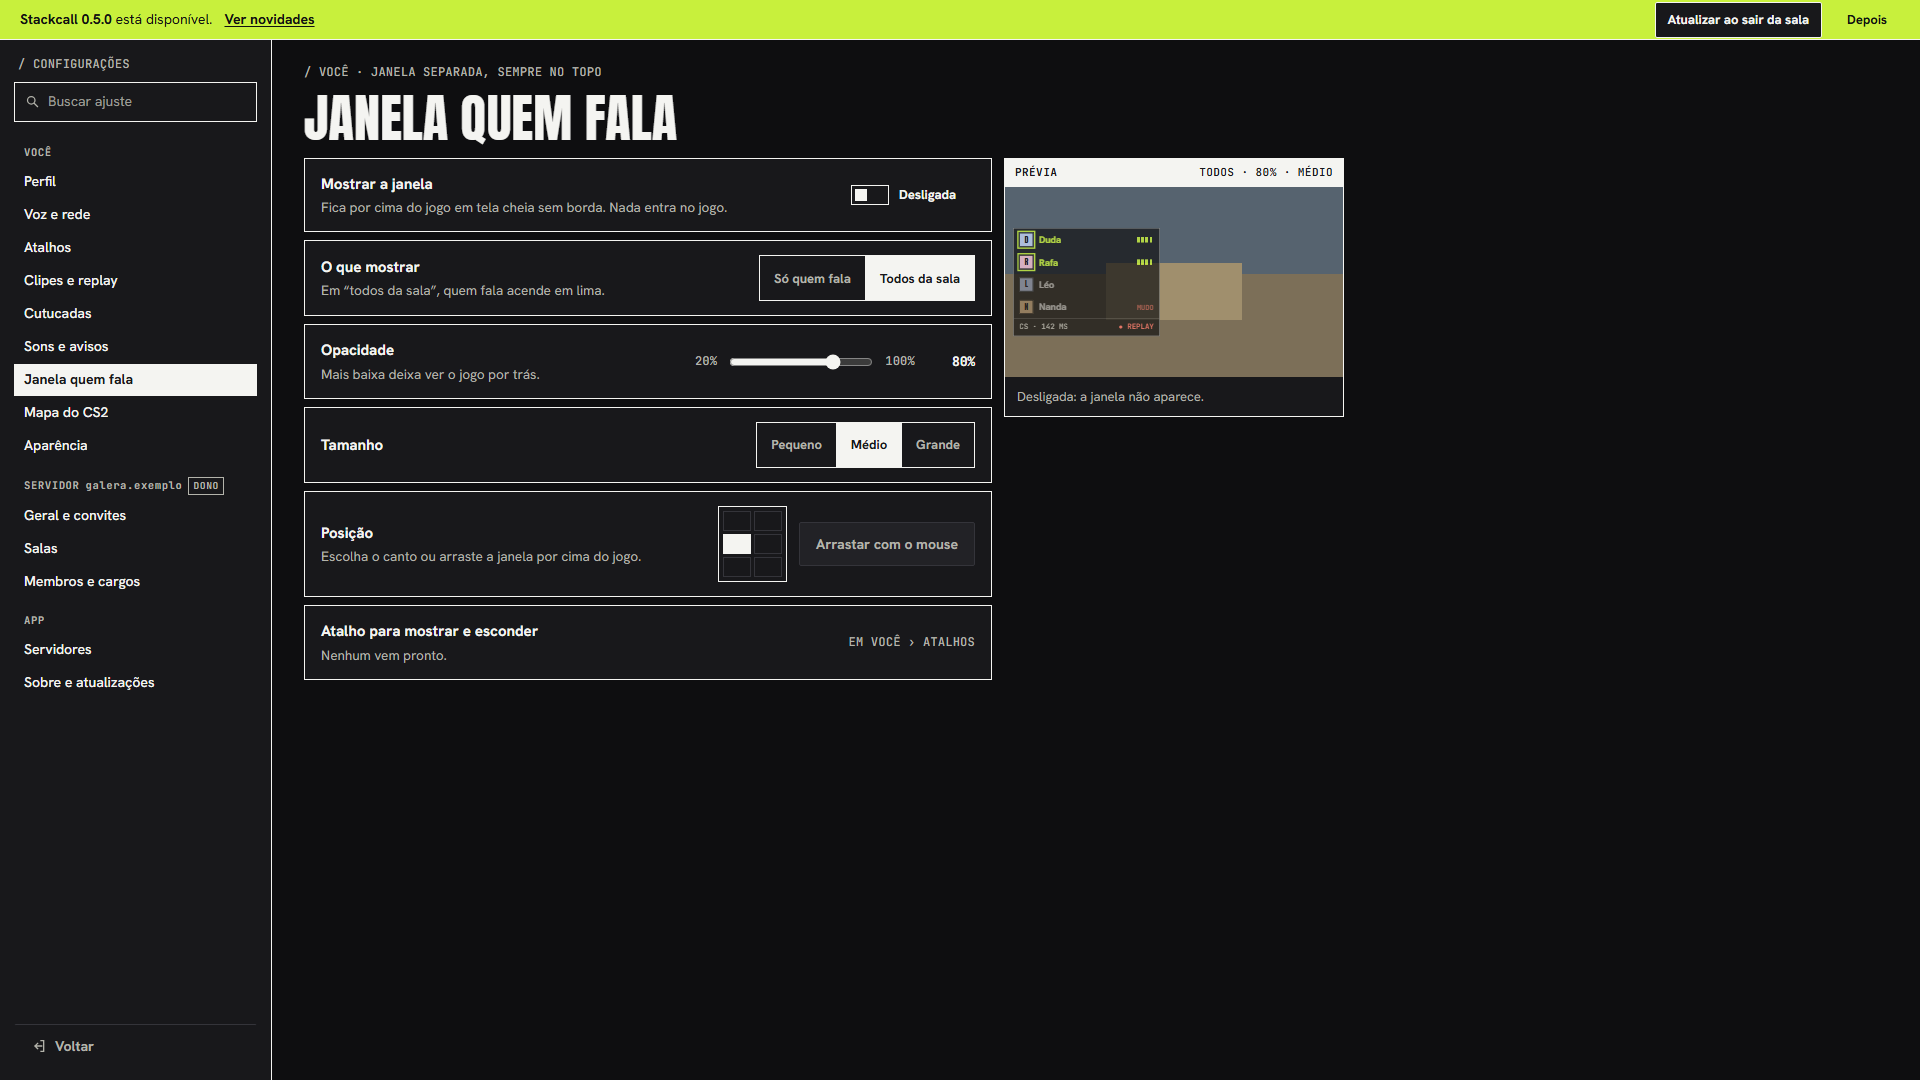 Stackcall 0.5.0 está disponível. Ver novidades
Atualizar ao sair da sala
Depois
/ CONFIGURAÇÕES
Buscar ajuste
VOCÊ
Perfil
Voz e rede
Atalhos
Clipes e replay
Cutucadas
Sons e avisos
Janela quem fala
Mapa do CS2
Aparência
SERVIDOR galera.exemplo DONO
Geral e convites
Salas
Membros e cargos
APP
Servidores
Sobre e atualizações
Voltar
/ VOCÊ · JANELA SEPARADA, SEMPRE NO TOPO
JANELA QUEM FALA
Mostrar a janela
Fica por cima do jogo em tela cheia sem borda. Nada entra no jogo.
Desligada
O que mostrar
Em “todos da sala”, quem fala acende em lima.
Só quem fala
Todos da sala
Opacidade
Mais baixa deixa ver o jogo por trás.
20%
100%
80%
Tamanho
Pequeno
Médio
Grande
Posição
Escolha o canto ou arraste a janela por cima do jogo.
Arrastar com o mouse
Atalho para mostrar e esconder
Nenhum vem pronto.
EM VOCÊ › ATALHOS
PRÉVIA
TODOS · 80% · MÉDIO
D Duda
R Rafa
L Léo
N Nanda MUDO
CS · 142 MS ● REPLAY
Desligada: a janela não aparece.